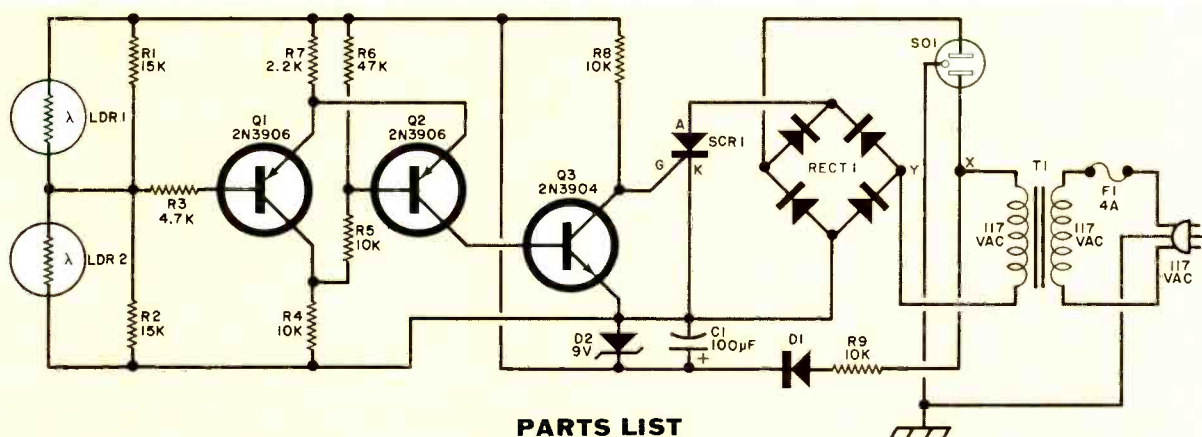 R1
15K
R7
2.2K
R6
47K
R8
10K
SO1
λ LDR1
Q1
2N3906
Q2
2N3906
A
SCR1
G
K
RECT1
Y
X
T1
F1
4A
R3
4.7K
Q3
2N3904
R5
10K
117
VAC
117
VAC
117
VAC
λ LDR2
R2
15K
R4
10K
D2
9V
C1
100µF
+
D1
R9
10K
PARTS LIST